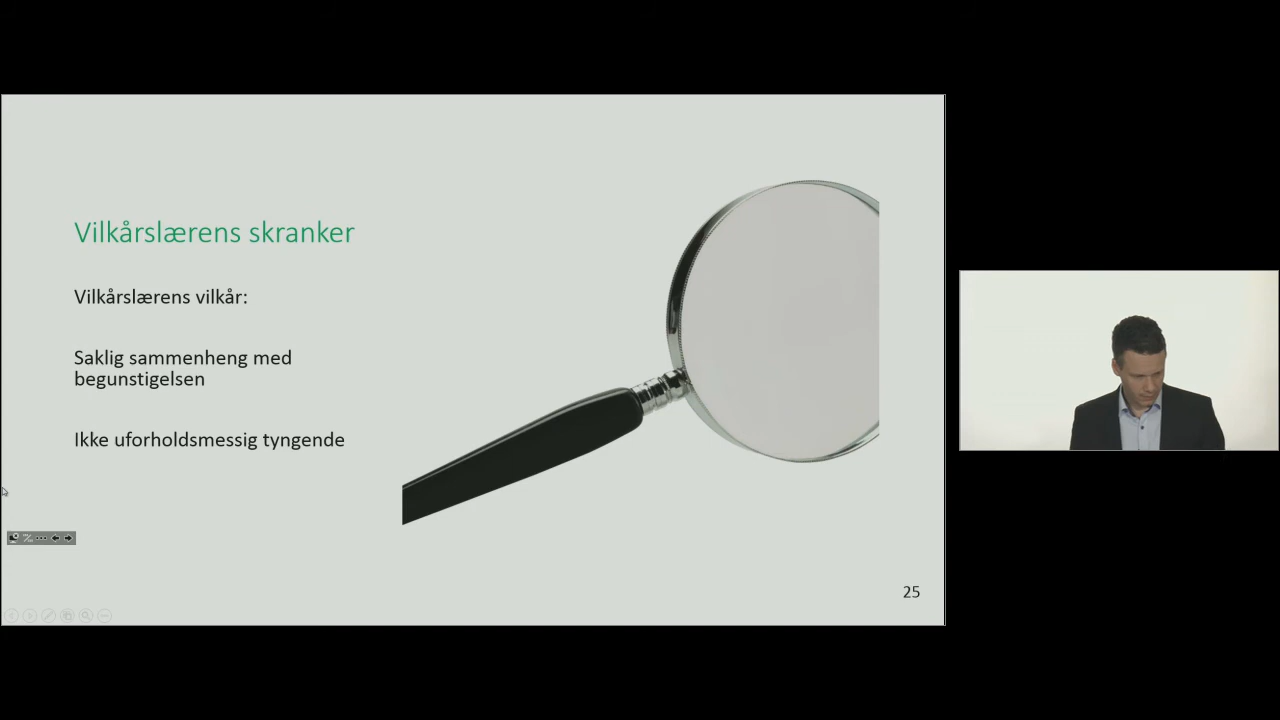 Vilkårslærens skranker
Vilkårslærens vilkår:
Saklig sammenheng med
begunstigelsen
Ikke uforholdsmessig tyngende
25